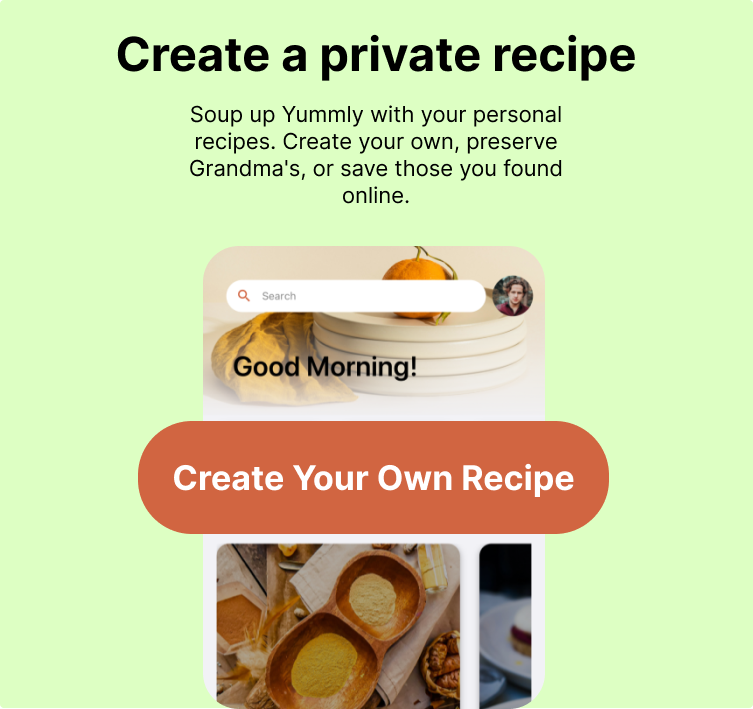 Create a private recipe
Soup up Yummly with your personal
recipes. Create your own, preserve
Grandma's, or save those you found
online.
Search
Good Morning!
Create Your Own Recipe